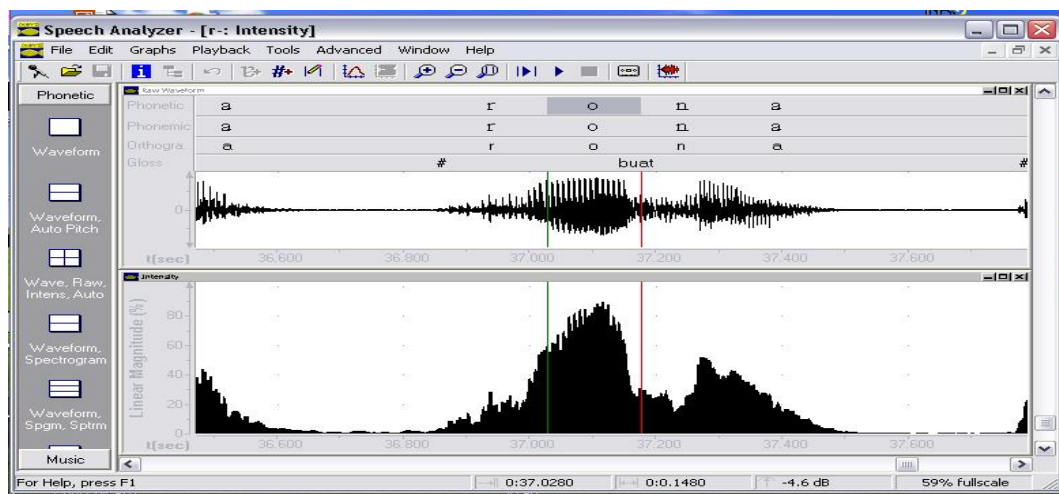 Speech Analyzer - [r-: Intensity]
File Edit Graphs Playback Tools Advanced Window Help
Phonetic
Raw Waveform
Phonetic a r o n a
Phonemic a r o n a
Orthogra. a r o n a
Gloss # buat #
Waveform
0
Waveform, Auto Pitch
t(sec) 36.600 36.800 37.000 37.200 37.400 37.600
Wave, Raw, Intens, Auto
Intensity
Linear Magnitude (%)
80
60
40
20
0
Waveform, Spectrogram
Waveform, Spgm, Sptrm
t(sec) 36.600 36.800 37.000 37.200 37.400 37.600
Music
For Help, press F1 0:37.0280 0:0.1480 -4.6 dB 59% fullscale